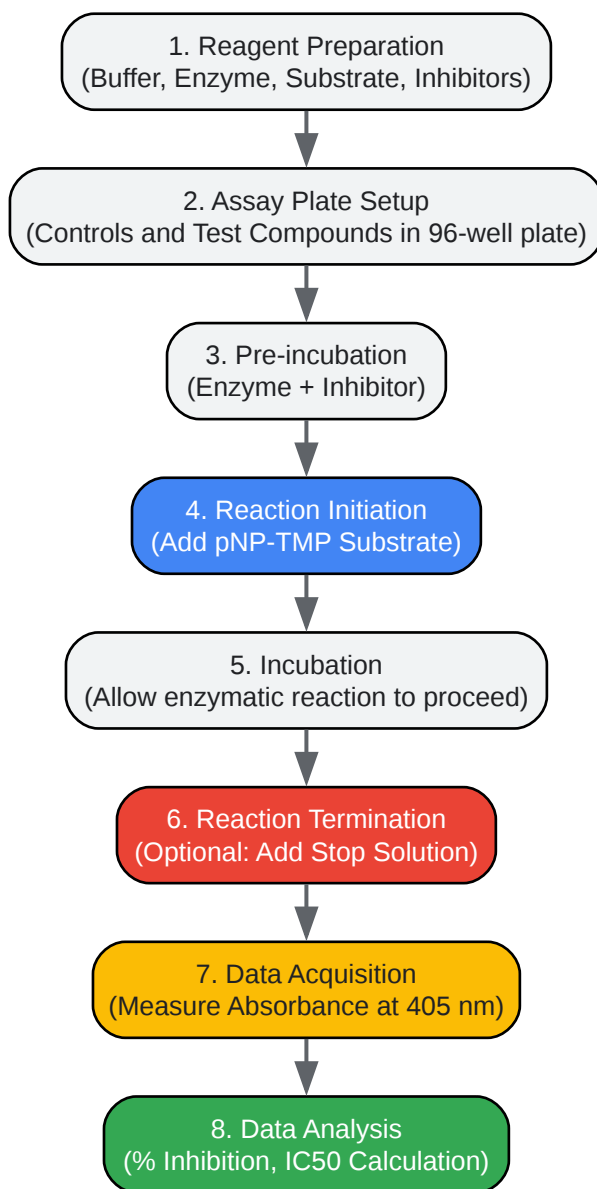 1. Reagent Preparation
(Buffer, Enzyme, Substrate, Inhibitors)
2. Assay Plate Setup
(Controls and Test Compounds in 96-well plate)
3. Pre-incubation
(Enzyme + Inhibitor)
4. Reaction Initiation
(Add pNP-TMP Substrate)
5. Incubation
(Allow enzymatic reaction to proceed)
6. Reaction Termination
(Optional: Add Stop Solution)
7. Data Acquisition
(Measure Absorbance at 405 nm)
8. Data Analysis
(% Inhibition, IC50 Calculation)